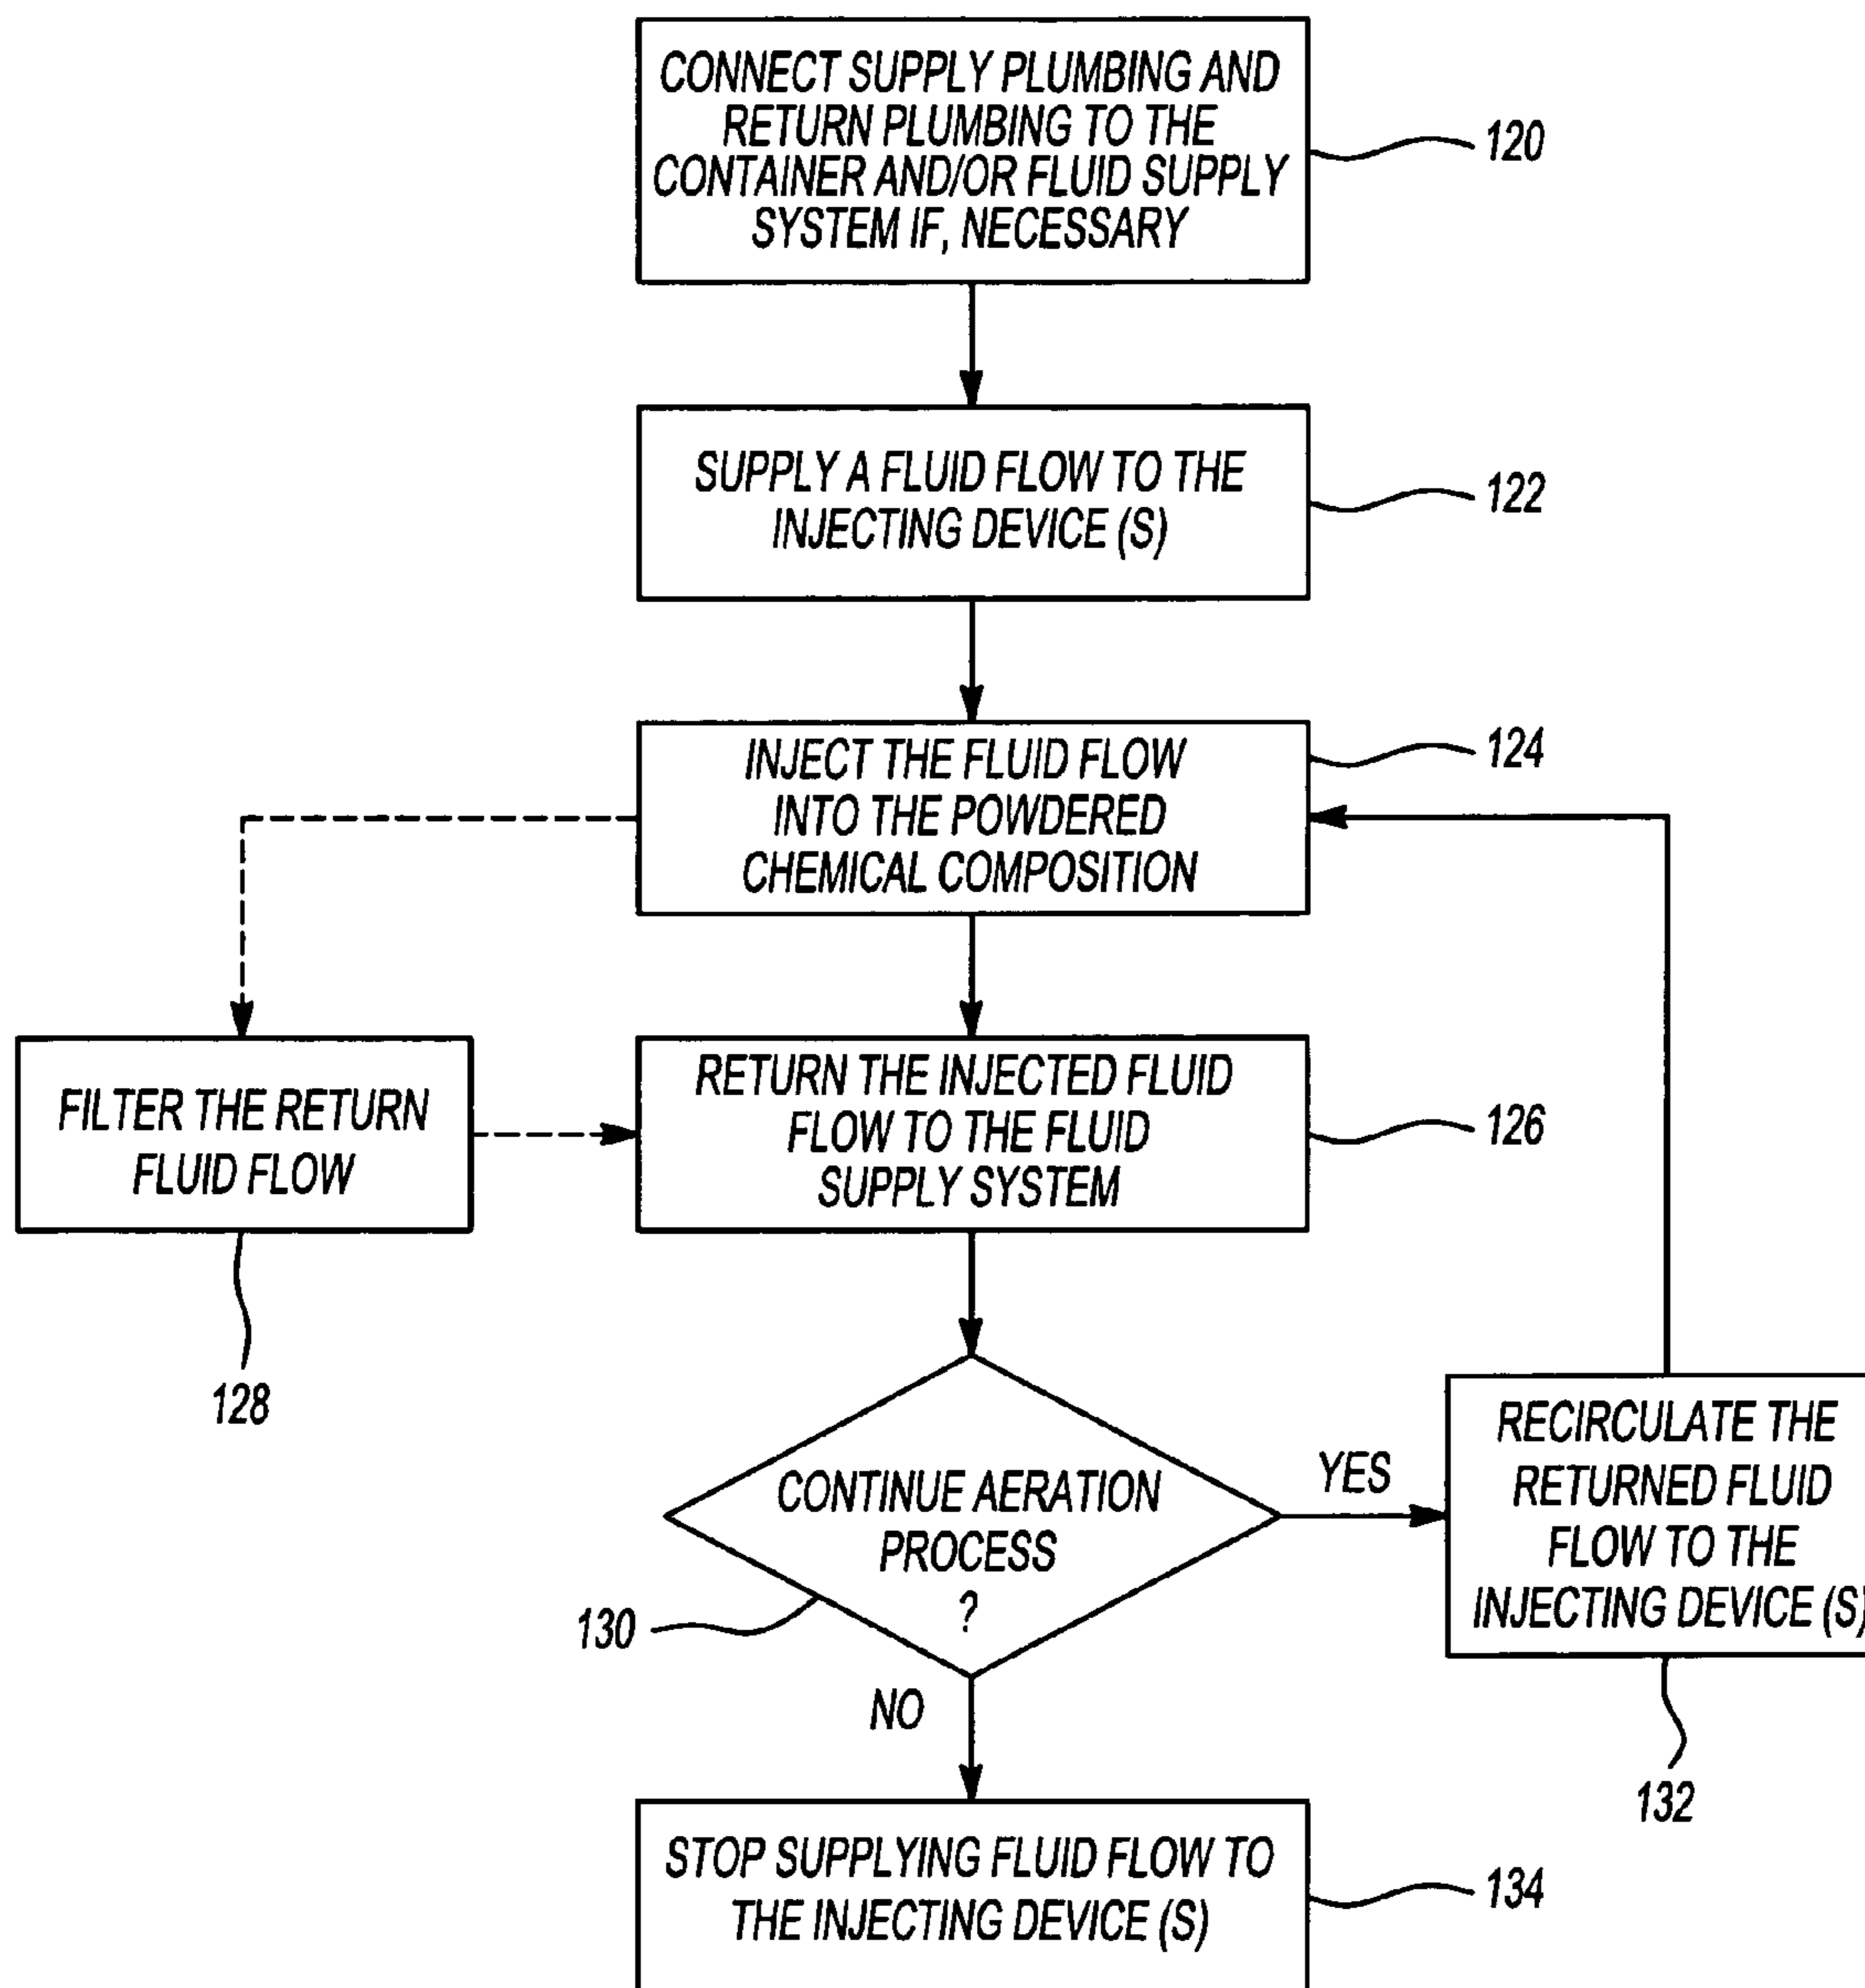 CONNECT SUPPLY PLUMBING AND
RETURN PLUMBING TO THE
CONTAINER AND/OR FLUID SUPPLY
SYSTEM IF, NECESSARY
120
SUPPLY A FLUID FLOW TO THE
INJECTING DEVICE (S)
122
INJECT THE FLUID FLOW
INTO THE POWDERED
CHEMICAL COMPOSITION
124
FILTER THE RETURN
FLUID FLOW
128
RETURN THE INJECTED FLUID
FLOW TO THE FLUID
SUPPLY SYSTEM
126
CONTINUE AERATION
PROCESS
?
130
YES
RECIRCULATE THE
RETURNED FLUID
FLOW TO THE
INJECTING DEVICE (S)
132
NO
STOP SUPPLYING FLUID FLOW TO
THE INJECTING DEVICE (S)
134